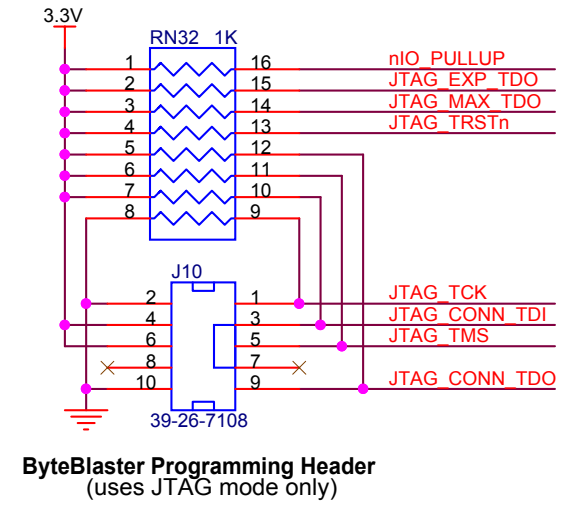 3.3V
RN32 1K
1 16 nIO_PULLUP
2 15 JTAG_EXP_TDO
3 14 JTAG_MAX_TDO
4 13 JTAG_TRSTn
5 12
6 11
7 10
8 9
J10
2 1 JTAG_TCK
4 3 JTAG_CONN_TDI
6 5 JTAG_TMS
8 7
10 9 JTAG_CONN_TDO
39-26-7108
ByteBlaster Programming Header
(uses JTAG mode only)